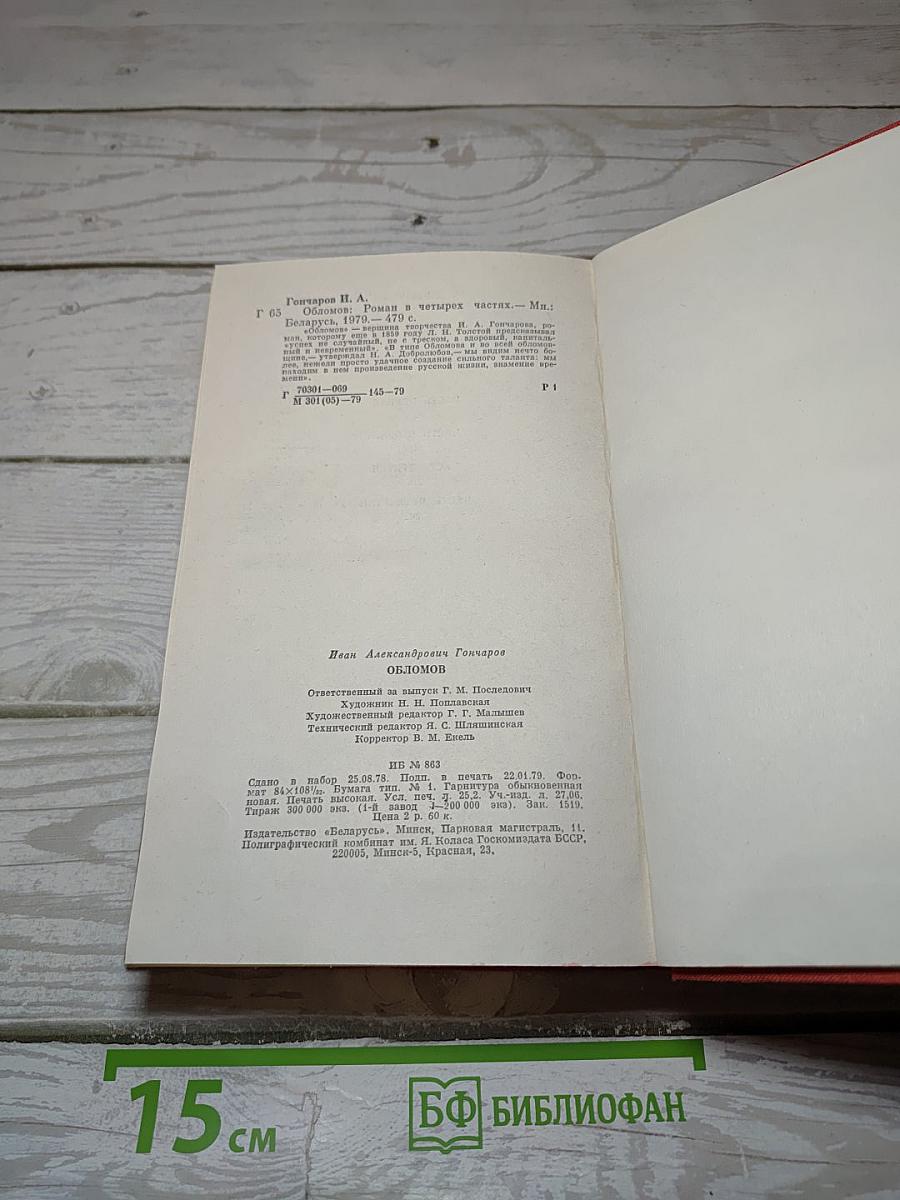 Гончаров И. А.
Г 65 Обломов: Роман в четырех частях.— Мн.:
Беларусь, 1979.— 479 с.
«Обломов» — вершина творчества И. А. Гончарова, ро-
ман, которому еще в 1859 году Л. Н. Толстой предсказывал
«успех не случайный, не с треском, а здоровый, капиталь-
ный и невременный». «В типе Обломова и во всей обломов-
щине,— утверждал Н. А. Добролюбов,— мы видим нечто бо-
лее, нежели просто удачное создание сильного таланта; мы
находим в нем произведение русской жизни, знамение вре-
мени».
Г 70301—069
М 301(05)—79 145—79 Р 1
Иван Александрович Гончаров
ОБЛОМОВ
Ответственный за выпуск Г. М. Последович
Художник Н. Н. Поплавская
Художественный редактор Г. Г. Малышев
Технический редактор Я. С. Шляшинская
Корректор В. М. Екель
ИБ № 863
Сдано в набор 25.08.78. Подп. в печать 22.01.79. Фор-
мат 84×108¹/₃₂. Бумага тип. № 1. Гарнитура обыкновенная
новая. Печать высокая. Усл. печ. л. 25,2. Уч.-изд. л. 27,06.
Тираж 300 000 экз. (1-й завод 1—200 000 экз). Зак. 1519.
Цена 2 р. 60 к.
Издательство «Беларусь». Минск, Парковая магистраль, 11.
Полиграфический комбинат им. Я. Коласа Госкомиздата БССР,
220005, Минск-5, Красная, 23.
15 см
БФ БИБЛИОФАН